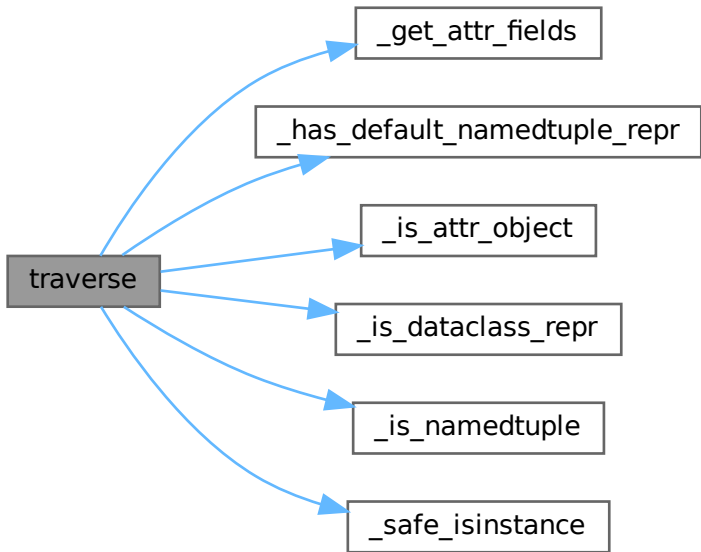 _get_attr_fields
_has_default_namedtuple_repr
_is_attr_object
traverse
_is_dataclass_repr
_is_namedtuple
_safe_isinstance